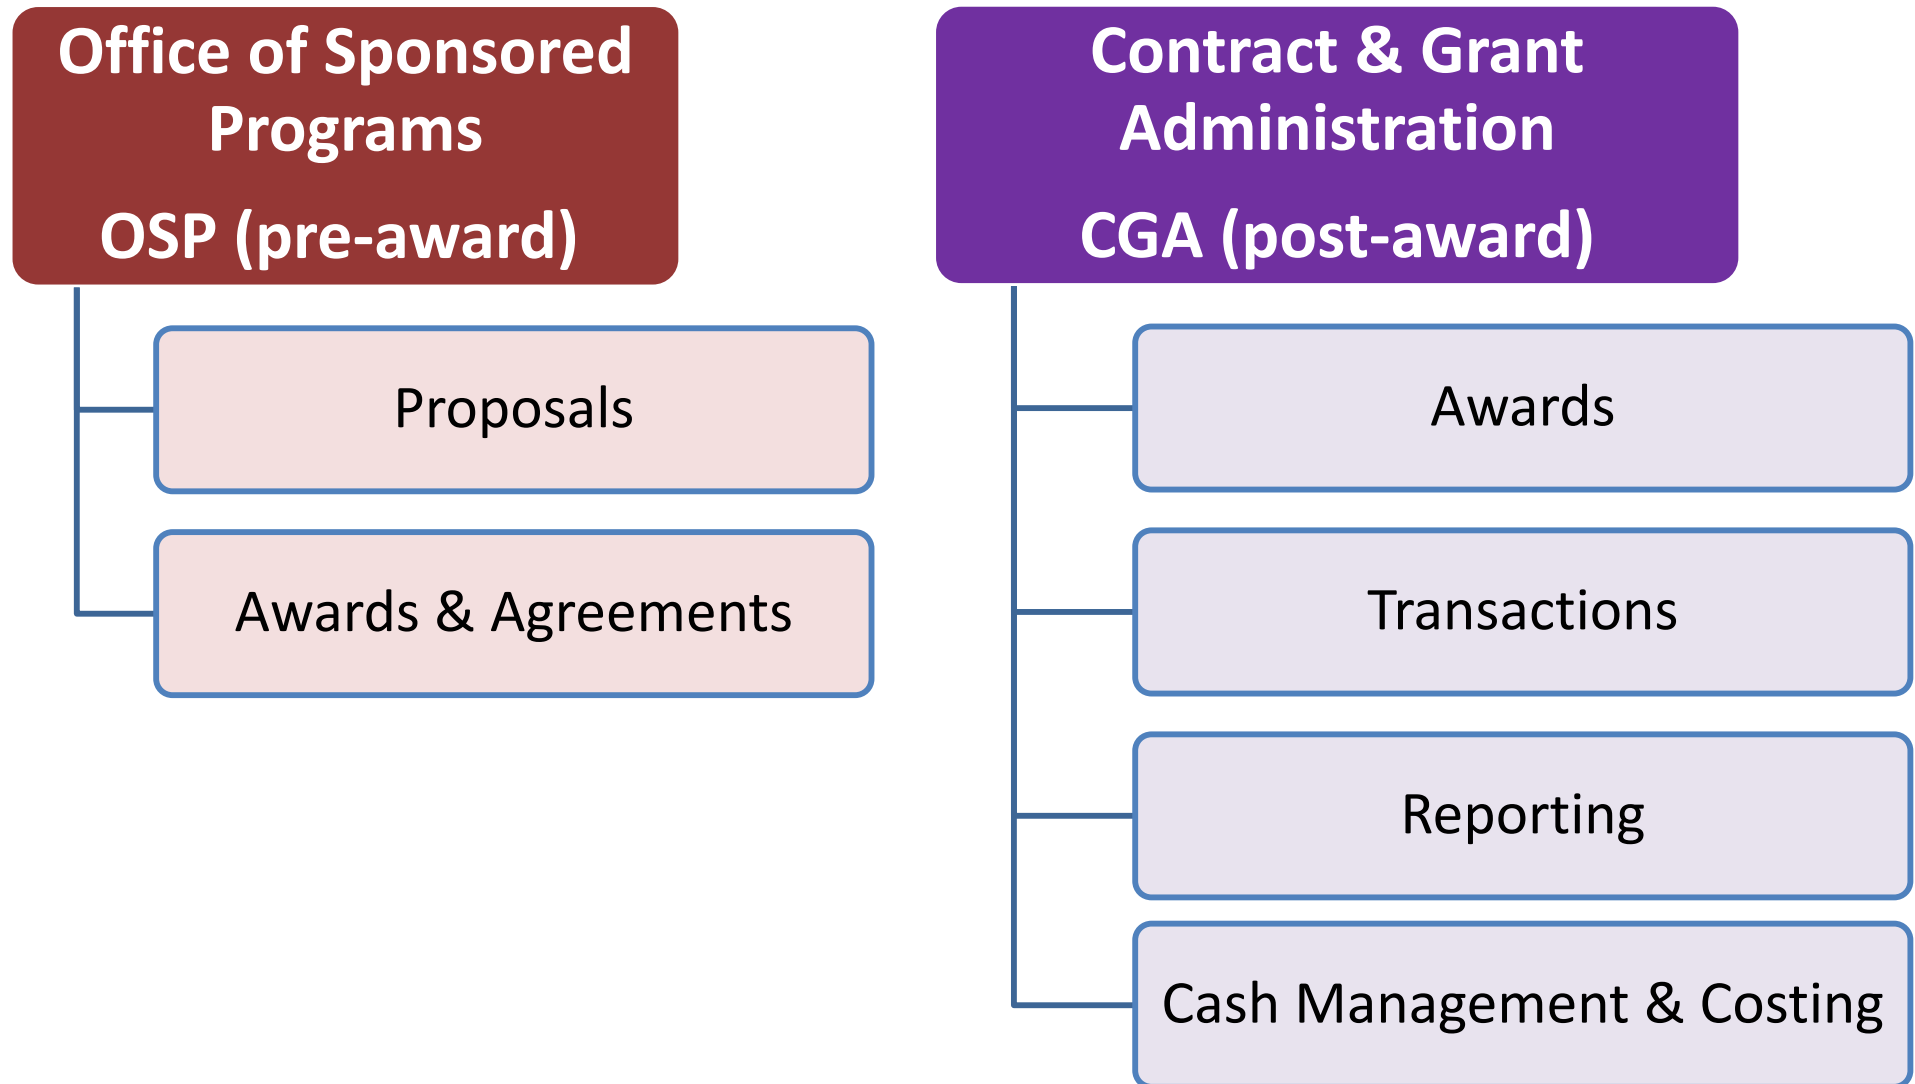 Office of Sponsored
Programs
OSP (pre-award)
Proposals
Awards & Agreements
Contract & Grant
Administration
CGA (post-award)
Awards
Transactions
Reporting
Cash Management & Costing